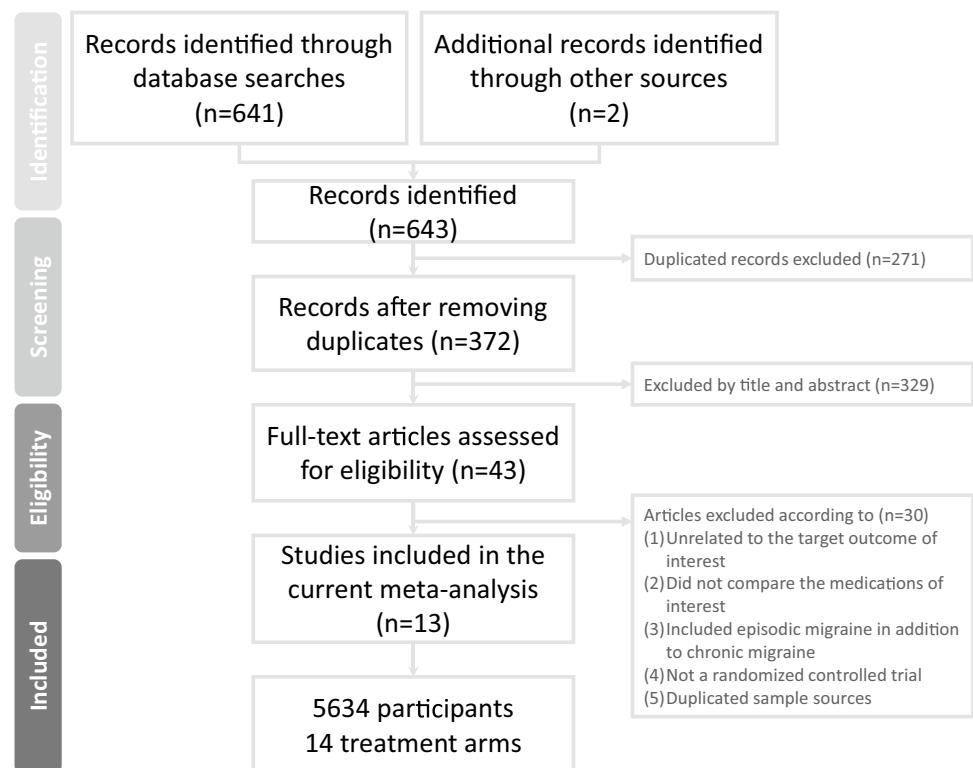 Identification
Records identified through
database searches
(n=641)
Additional records identified
through other sources
(n=2)
Records identified
(n=643)
Screening
Duplicated records excluded (n=271)
Records after removing
duplicates (n=372)
Excluded by title and abstract (n=329)
Eligibility
Full-text articles assessed
for eligibility (n=43)
Articles excluded according to (n=30)
(1)Unrelated to the target outcome of
interest
(2)Did not compare the medications of
interest
(3)Included episodic migraine in addition
to chronic migraine
(4)Not a randomized controlled trial
(5)Duplicated sample sources
Included
Studies included in the
current meta-analysis
(n=13)
5634 participants
14 treatment arms